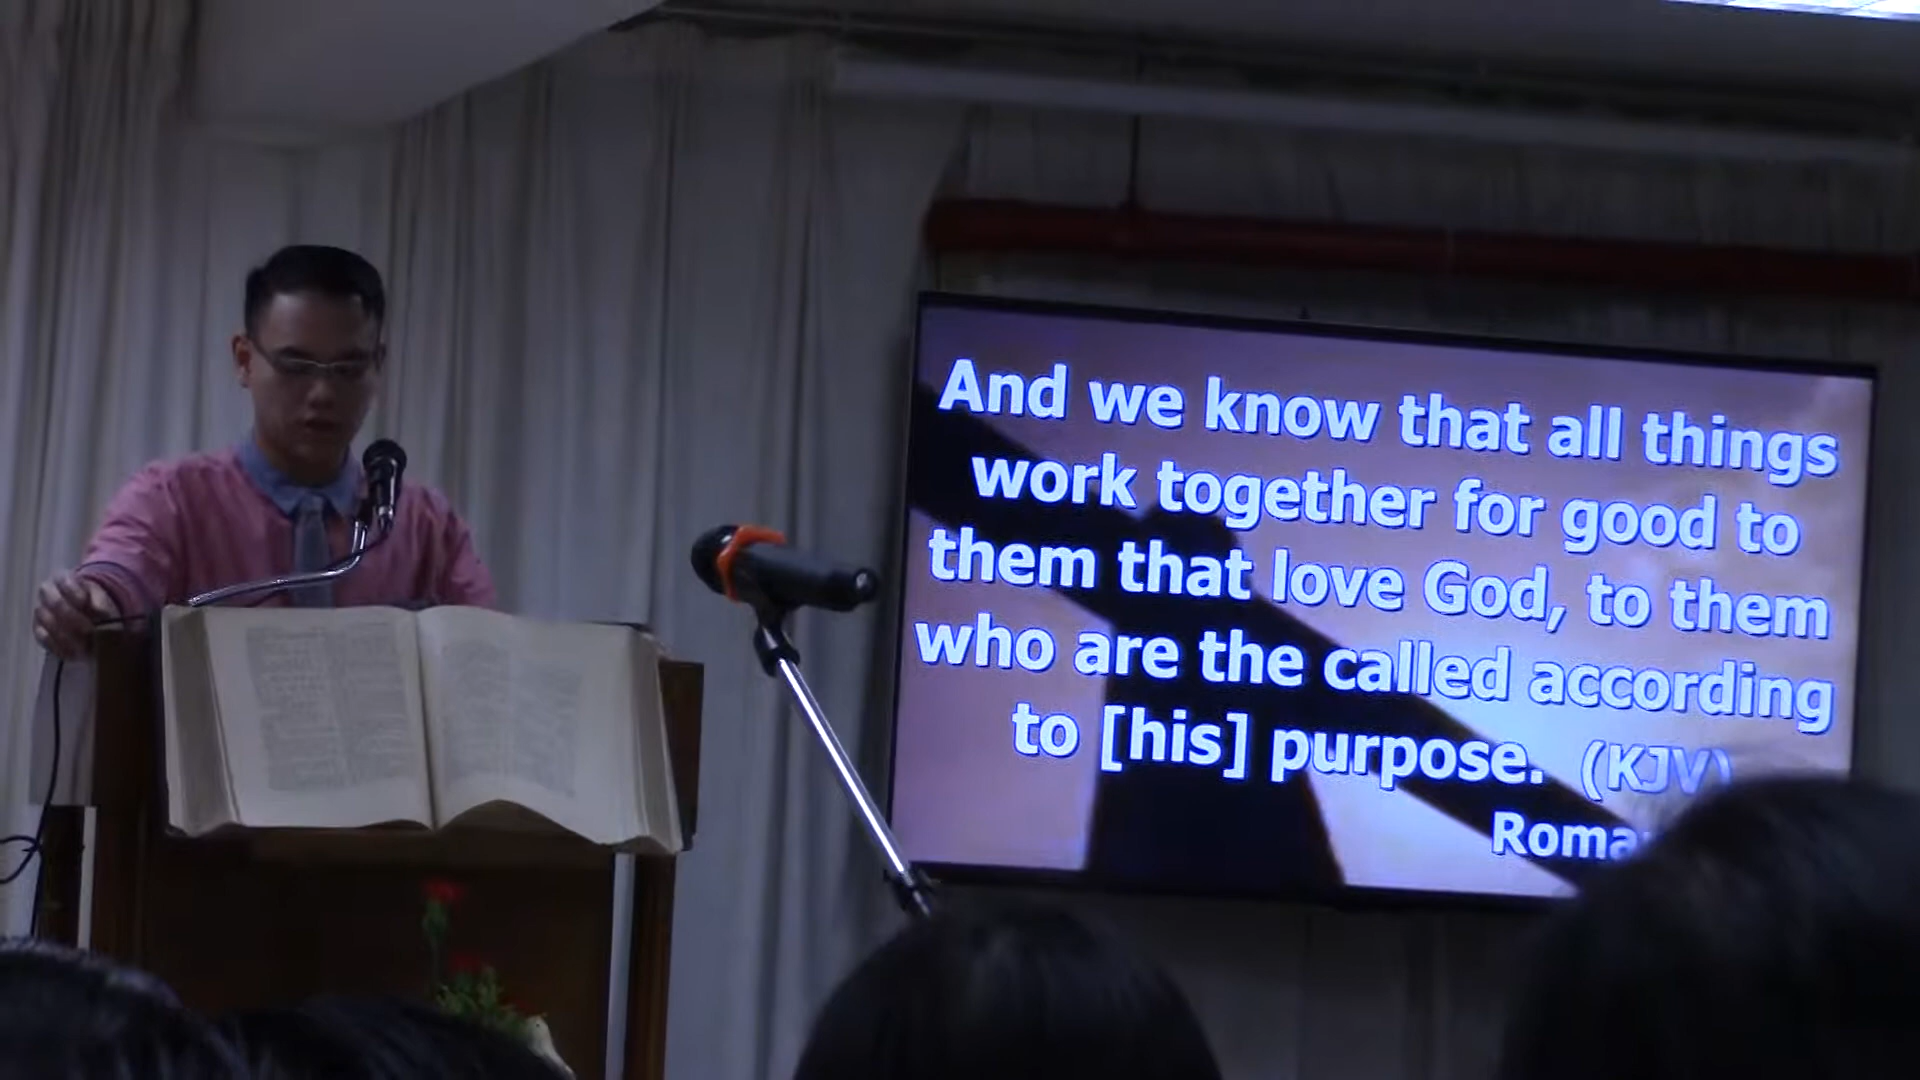 And we know that all things
work together for good to
them that love God, to them
who are the called according
to [his] purpose. (KJV)